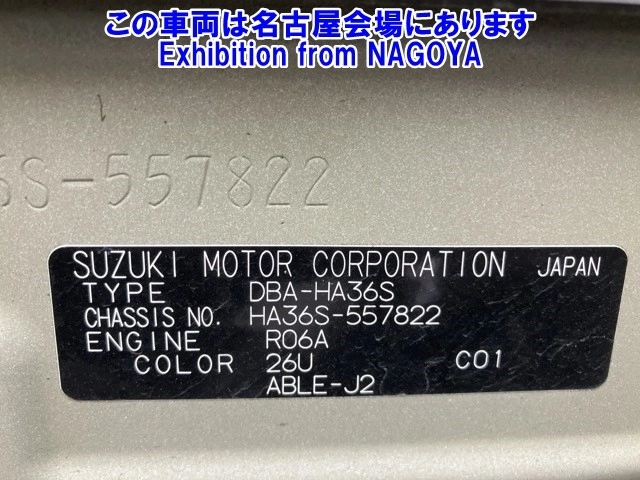 この車両は名古屋会場にあります
Exhibition from NAGOYA
6S-557822
SUZUKI MOTOR CORPORATION JAPAN
TYPE DBA-HA36S
CHASSIS NO. HA36S-557822
ENGINE R06A
COLOR 26U C01
ABLE-J2